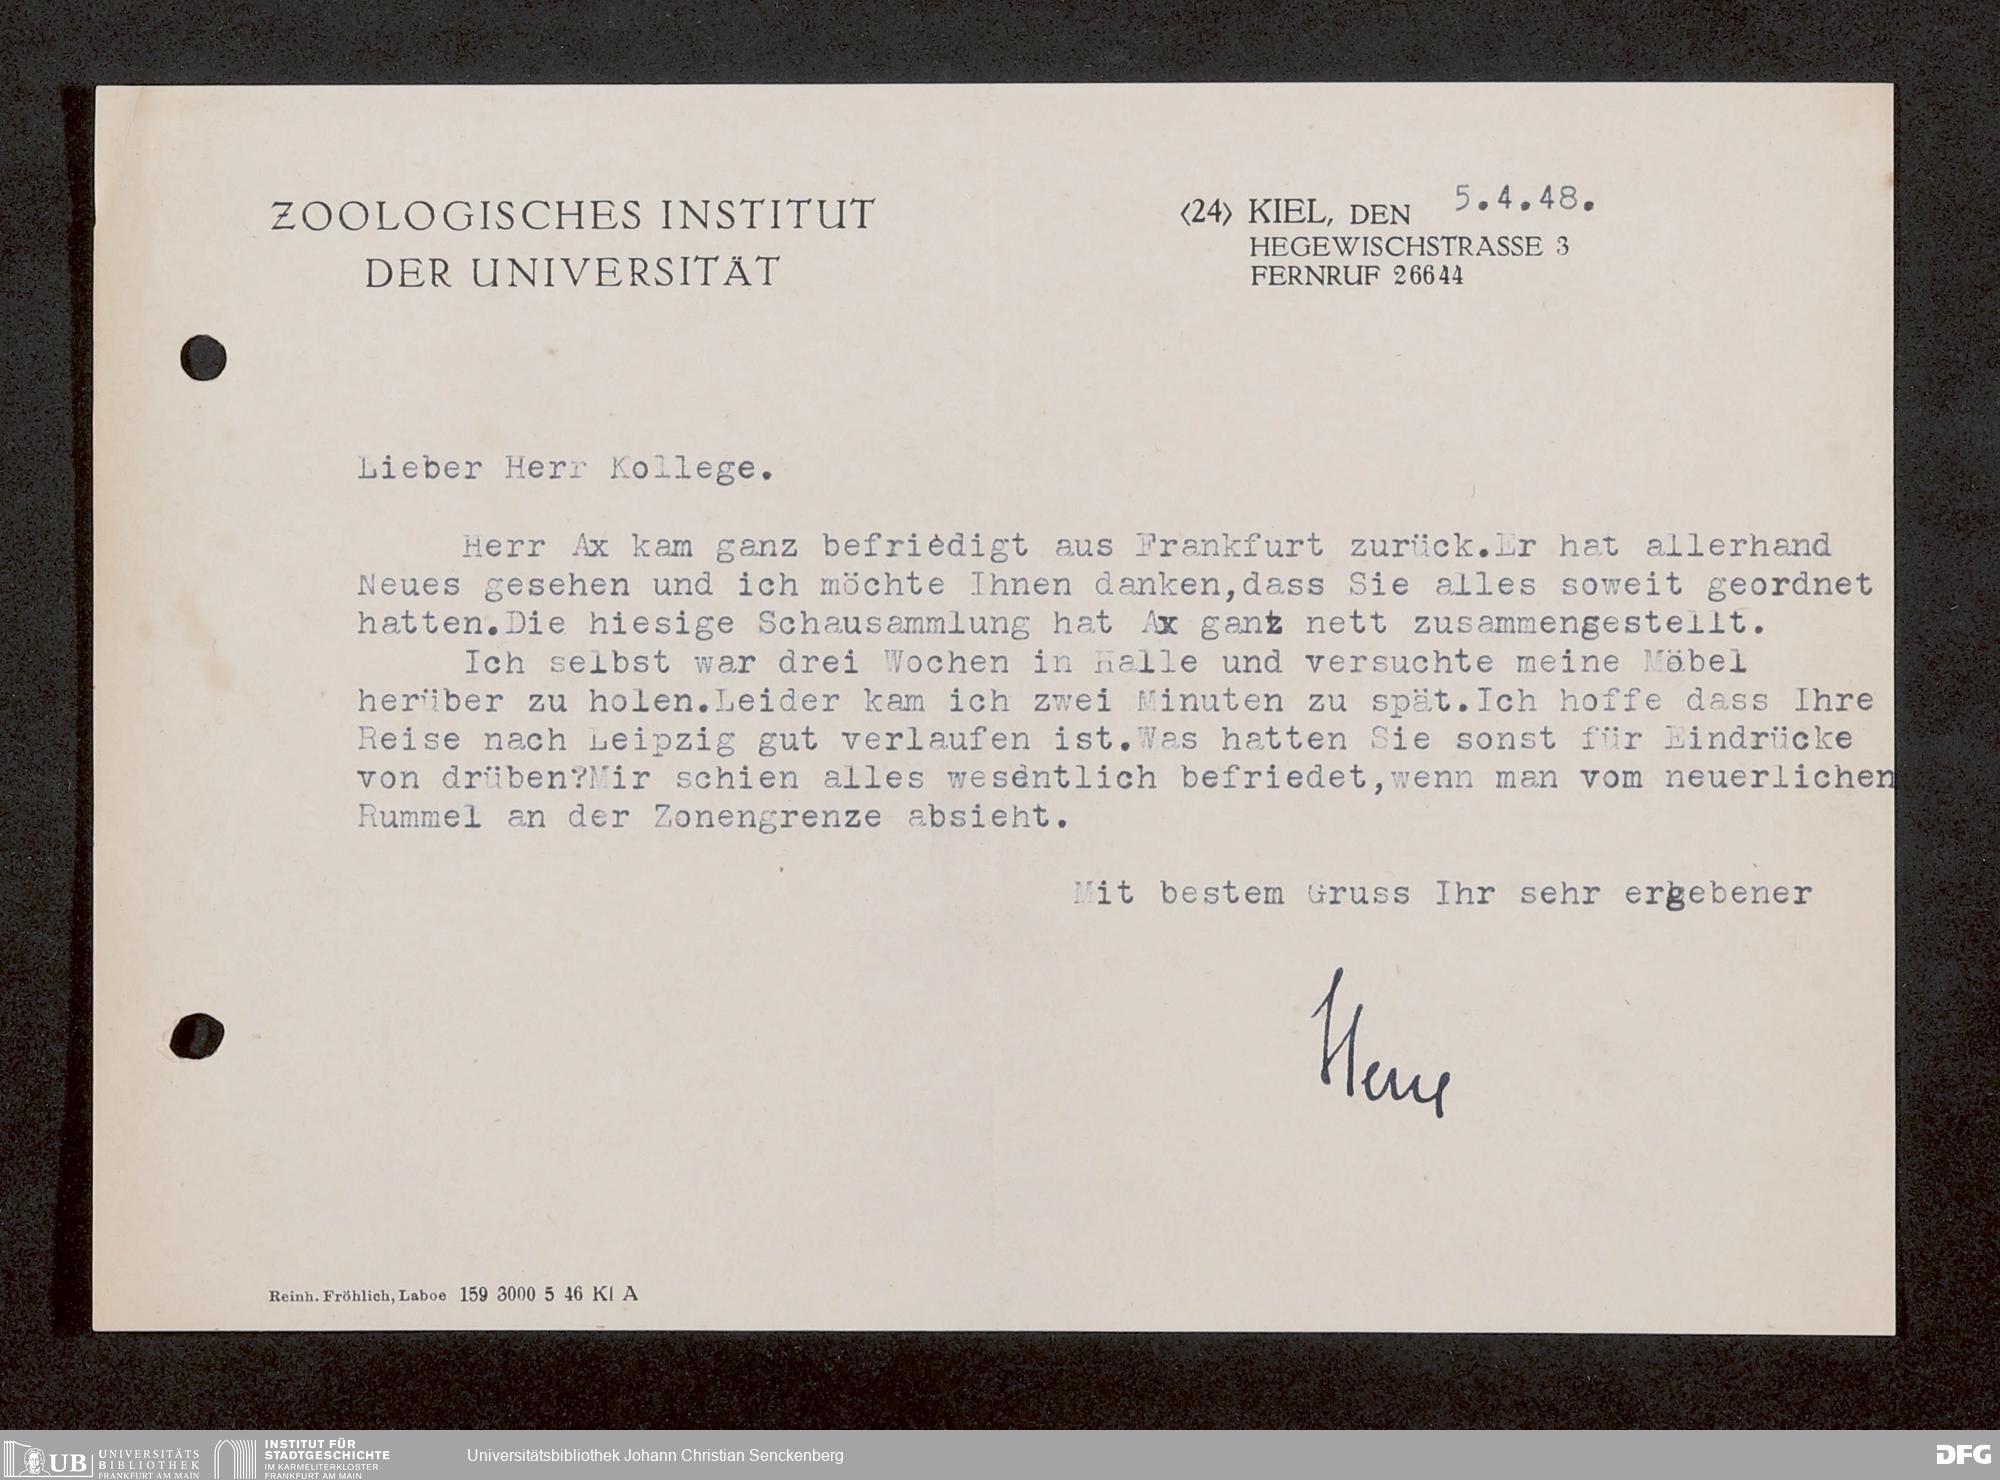 ZOOLOGISCHES INSTITUT
DER UNIVERSITÄT
(24) KIEL, DEN 5.4.48.
HEGEWISCHSTRASSE 3
FERNRUF 26644
Lieber Herr Kollege.
Herr Ax kam ganz befriedigt aus Frankfurt zurück.Er hat allerhand
Neues gesehen und ich möchte Ihnen danken,dass Sie alles soweit geordnet
hatten.Die hiesige Schausammlung hat Ax ganz nett zusammengestellt.
Ich selbst war drei Wochen in Halle und versuchte meine Möbel
herüber zu holen.Leider kam ich zwei Minuten zu spät.Ich hoffe dass Ihre
Reise nach Leipzig gut verlaufen ist.Was hatten Sie sonst für Eindrücke
von drüben?Mir schien alles wesentlich befriedet,wenn man vom neuerlichen
Rummel an der Zonengrenze absieht.
Mit bestem Gruss Ihr sehr ergebener
Reinh. Fröhlich, Laboe 159 3000 5 46 Kl A
UB UNIVERSITÄTS
BIBLIOTHEK
FRANKFURT AM MAIN
INSTITUT FÜR
STADTGESCHICHTE
IM KARMELITERKLOSTER
FRANKFURT AM MAIN
Universitätsbibliothek Johann Christian Senckenberg
DFG